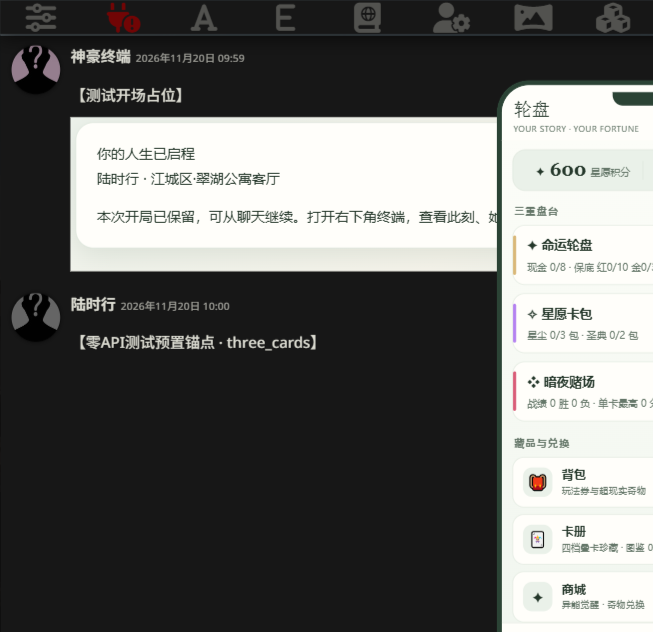 神豪终端 2026年11月20日 09:59
【测试开场占位】
你的人生已启程
陆时行 · 江城区·翠湖公寓客厅
本次开局已保留，可从聊天继续。打开右下角终端，查看此刻、她
陆时行 2026年11月20日 10:00
【零API测试预置锚点 · three_cards】
轮盘
YOUR STORY · YOUR FORTUNE
✦ 600 星愿积分
三重盘台
✦ 命运轮盘
现金 0/8 · 保底 红0/10 金0/
✧ 星原卡包
星尘 0/3 包 · 圣典 0/2 包
❖ 暗夜赌场
战绩 0 胜 0 负 · 单卡最高 0
藏品与兑换
背包
玩法券与超现实奇物
卡册
四档叠卡珍藏 · 图鉴 0
商城
异能觉醒 · 奇物兑换